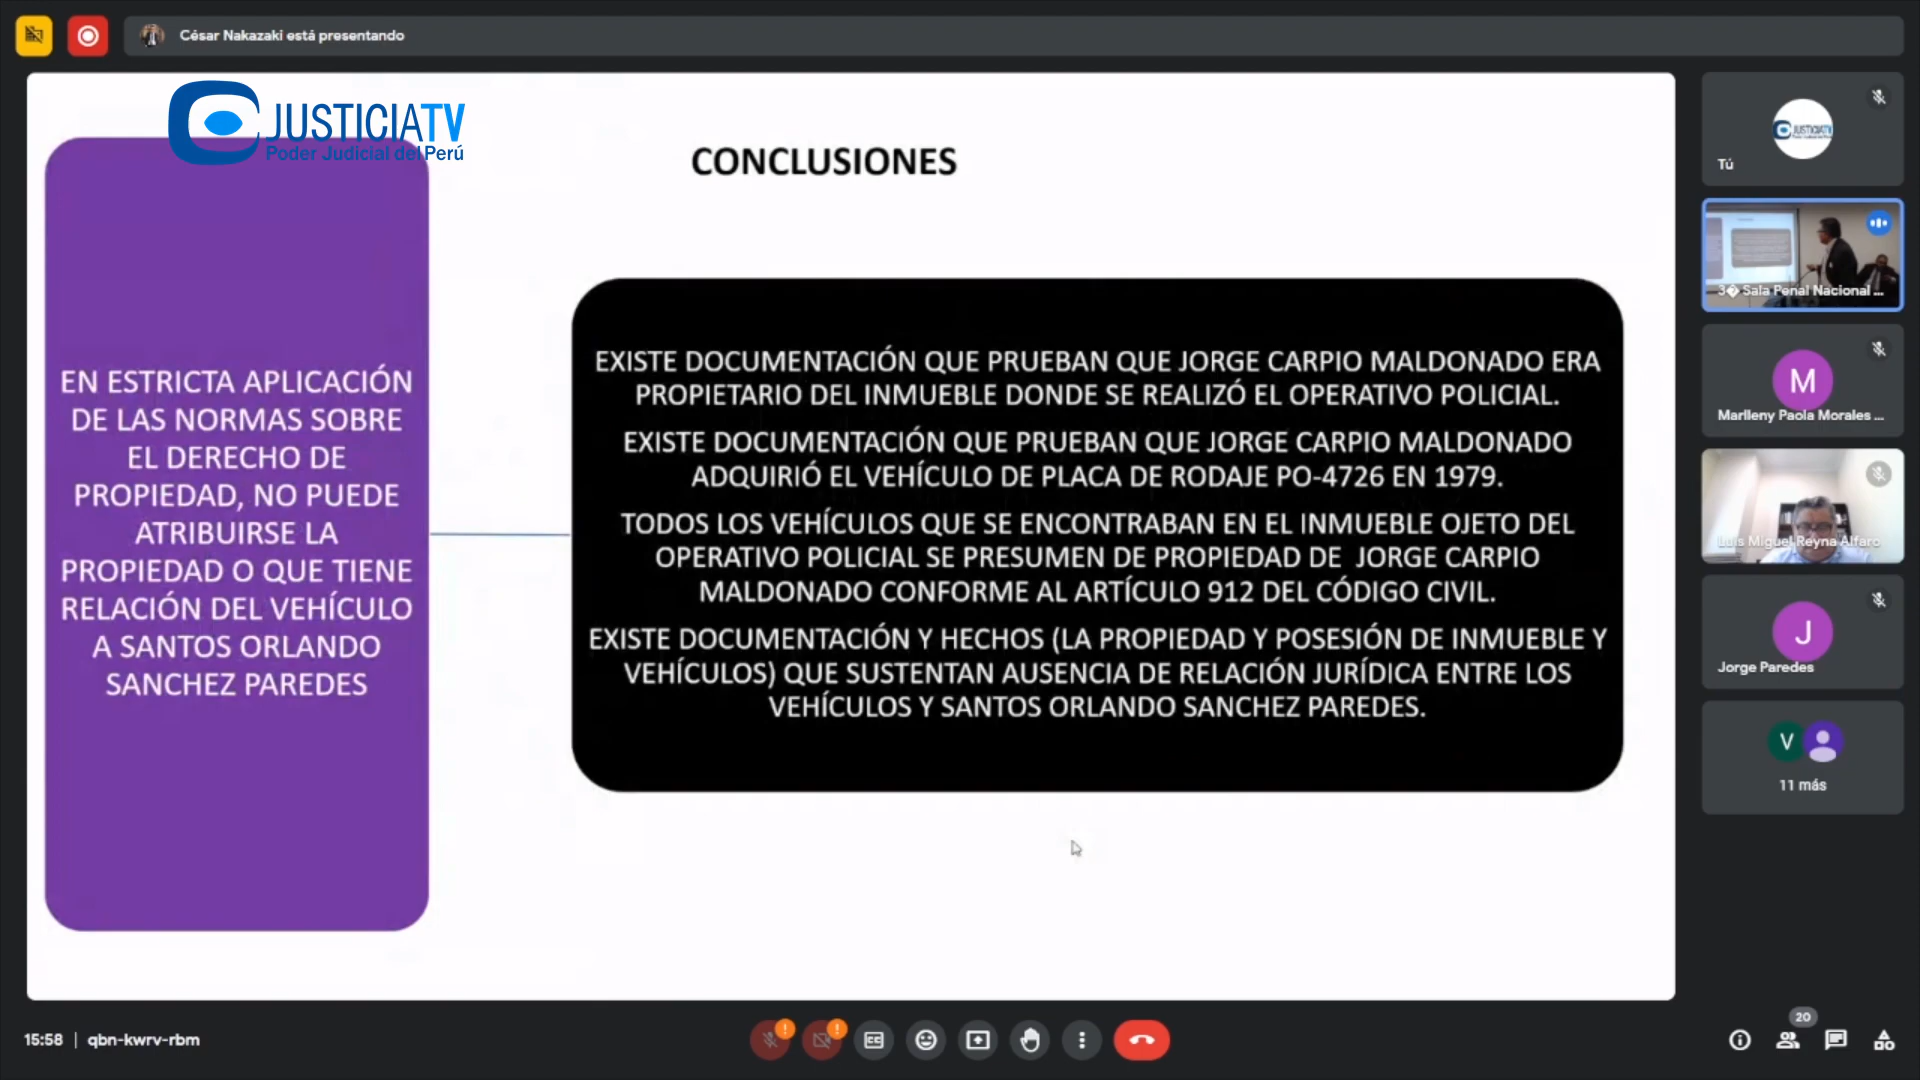 César Nakazaki está presentando
JUSTICIATV
Poder Judicial del Perú
CONCLUSIONES
EN ESTRICTA APLICACIÓN
DE LAS NORMAS SOBRE
EL DERECHO DE
PROPIEDAD, NO PUEDE
ATRIBUIRSE LA
PROPIEDAD O QUE TIENE
RELACIÓN DEL VEHÍCULO
A SANTOS ORLANDO
SANCHEZ PAREDES
EXISTE DOCUMENTACIÓN QUE PRUEBAN QUE JORGE CARPIO MALDONADO ERA
PROPIETARIO DEL INMUEBLE DONDE SE REALIZÓ EL OPERATIVO POLICIAL.
EXISTE DOCUMENTACIÓN QUE PRUEBAN QUE JORGE CARPIO MALDONADO
ADQUIRIÓ EL VEHÍCULO DE PLACA DE RODAJE PO-4726 EN 1979.
TODOS LOS VEHÍCULOS QUE SE ENCONTRABAN EN EL INMUEBLE OJETO DEL
OPERATIVO POLICIAL SE PRESUMEN DE PROPIEDAD DE JORGE CARPIO
MALDONADO CONFORME AL ARTÍCULO 912 DEL CÓDIGO CIVIL.
EXISTE DOCUMENTACIÓN Y HECHOS (LA PROPIEDAD Y POSESIÓN DE INMUEBLE Y
VEHÍCULOS) QUE SUSTENTAN AUSENCIA DE RELACIÓN JURÍDICA ENTRE LOS
VEHÍCULOS Y SANTOS ORLANDO SANCHEZ PAREDES.
JUSTICIATV
Tú
3� Sala Penal Nacional ...
M
Marlleny Paola Morales ...
Luis Miguel Reyna Alfaro
J
Jorge Paredes
V
11 más
15:58 | qbn-kwrv-rbm
20